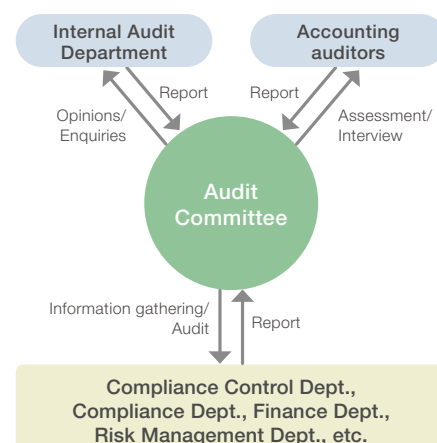 Internal Audit
Department
Accounting
auditors
Report
Report
Opinions/
Enquiries
Assessment/
Interview
Audit
Committee
Information gathering/
Audit
Report
Compliance Control Dept.,
Compliance Dept., Finance Dept.,
Risk Management Dept., etc.